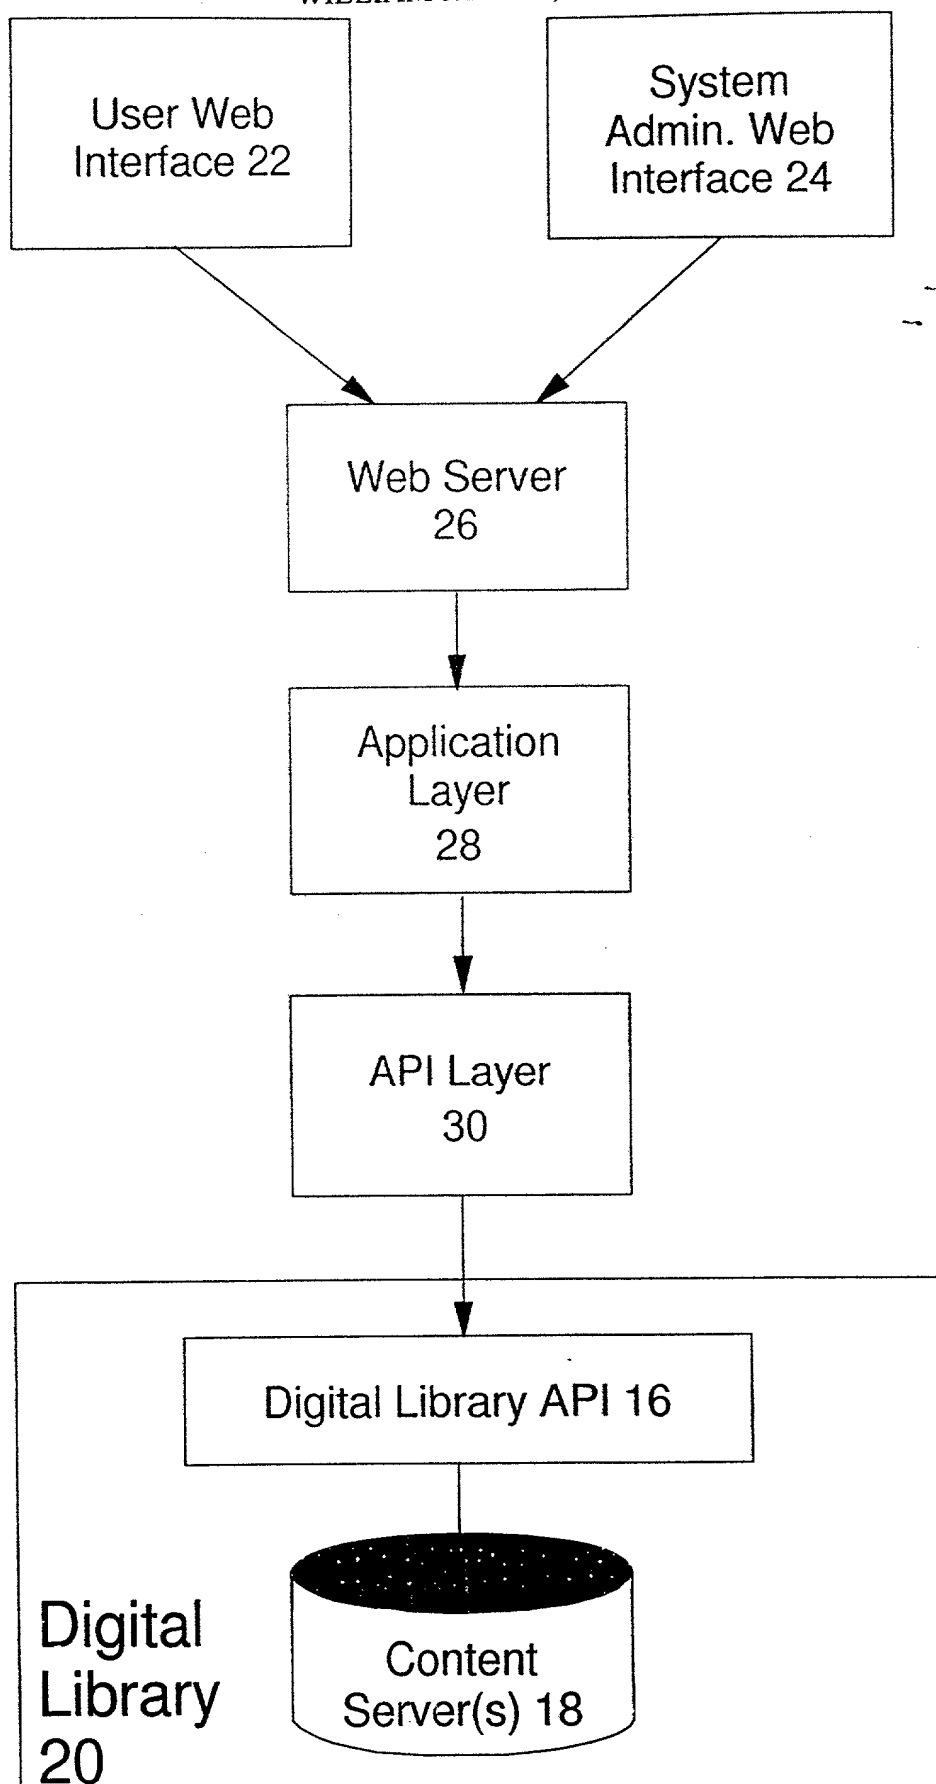 User Web
Interface 22
System
Admin. Web
Interface 24
Web Server
26
Application
Layer
28
API Layer
30
Digital Library API 16
Content
Server(s) 18
Digital
Library
20